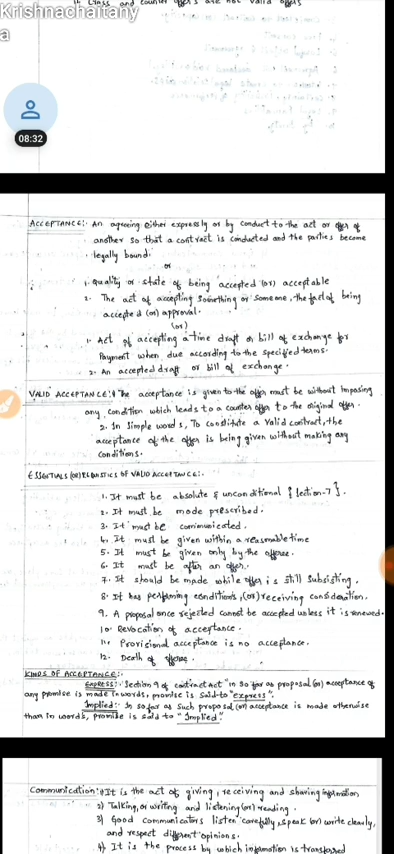 It Cross and counter offers are not valid offers
Krishnachaitany
a
08:32
ACCEPTANCE:- An agreeing either expressly or by conduct to the act or offer of
another so that a contract is conducted and the parties become
legally bound.
or
1. Quality or state of being accepted (or) acceptable
2. The act of accepting something or someone, the fact of being
accepted (or) approval.
(or)
1. Act of accepting a time draft or bill of exchange for
Payment when due according to the specified terms.
2. An accepted draft or bill of exchange.
VALID ACCEPTANCE:- The acceptance is given to the offer must be without imposing
any condition which leads to a counter offer to the original offer.
2. In simple words, To constitute a valid contract, the
acceptance of the offer is being given without making any
conditions.
ESSENTIALS (or) OF VALID ACCEPTANCE:-
1. It must be absolute & unconditional {Section-7}.
2. It must be mode prescribed.
3. It must be communicated.
4. It must be given within a reasonable time
5. It must be given only by the offeree.
6. It must be after an offer.
7. It should be made while offer is still Subsisting.
8. It has performing conditions, (or) receiving consideration.
9. A proposal once rejected cannot be accepted unless it is renewed.
10. Revocation of acceptance.
11. Provisional acceptance is no acceptance.
12. Death of offeree.
KINDS OF ACCEPTANCE:-
EXPRESS:- Section 9 of contract Act "in so far as proposal (or) acceptance of
any promise is made in words, promise is said to "express".
Implied:- In so far as such proposal (or) acceptance is made otherwise
than in words, promise is said to "Implied".
Communication:- It is the act of giving, receiving and sharing information
2) Talking, or writing and listening (or) reading.
3) Good communicators listen carefully, speak (or) write clearly,
and respect different opinions.
4) It is the process by which information is transferred